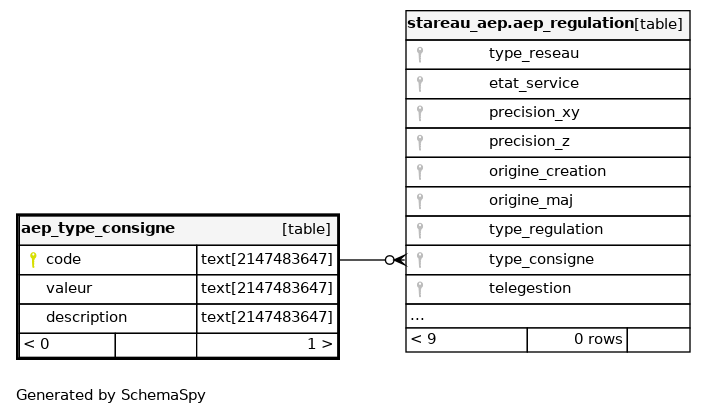 stareau_aep.aep_regulation [table]
type_reseau
etat_service
precision_xy
precision_z
origine_creation
origine_maj
type_regulation
type_consigne
telegestion
...
< 9 0 rows
aep_type_consigne [table]
code text[2147483647]
valeur text[2147483647]
description text[2147483647]
< 0 1 >
Generated by SchemaSpy